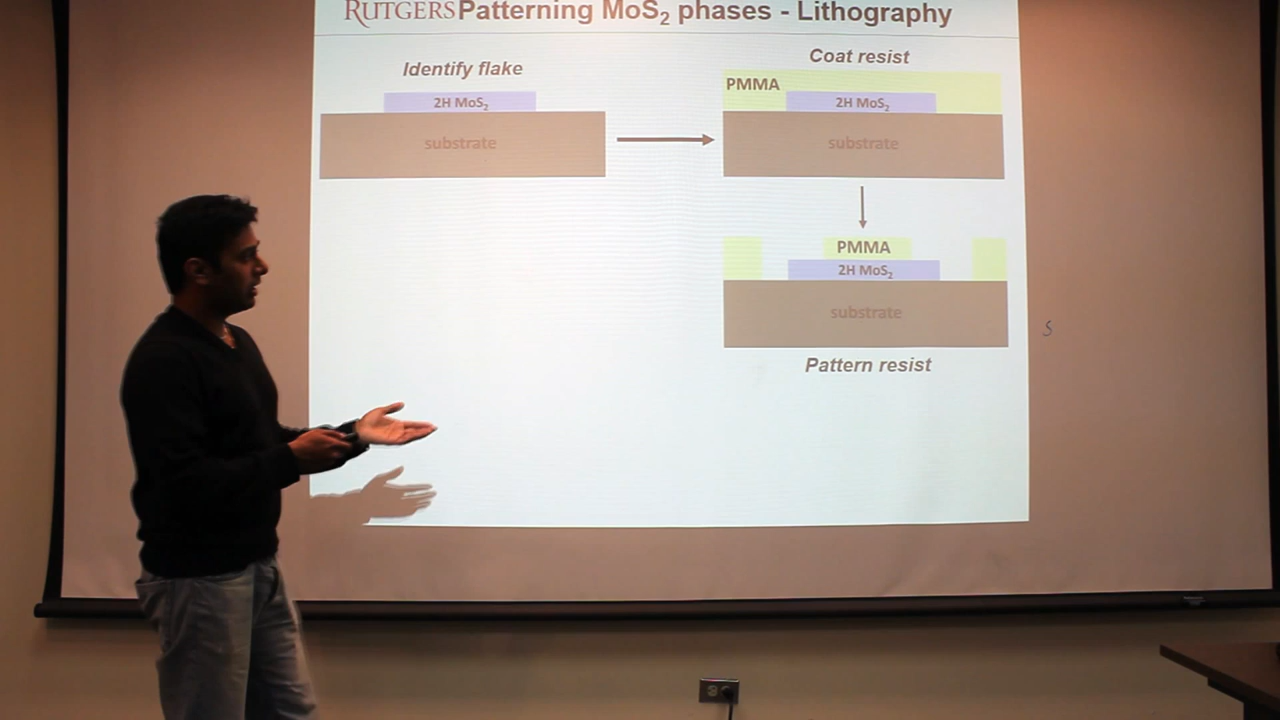 RUTGERS Patterning MoS₂ phases - Lithography
Identify flake
2H MoS₂
substrate
Coat resist
PMMA
2H MoS₂
substrate
PMMA
2H MoS₂
substrate
Pattern resist
S